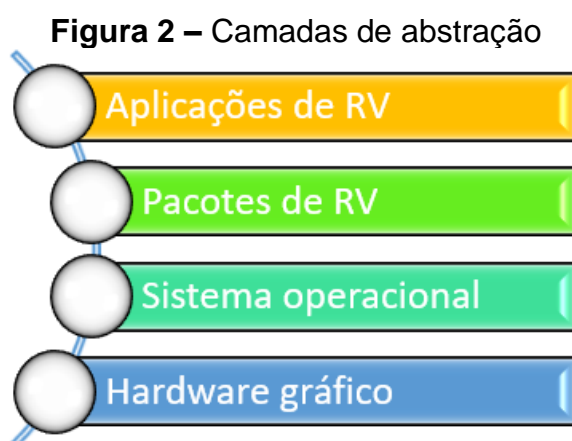 Figura 2 – Camadas de abstração
Aplicações de RV
Pacotes de RV
Sistema operacional
Hardware gráfico